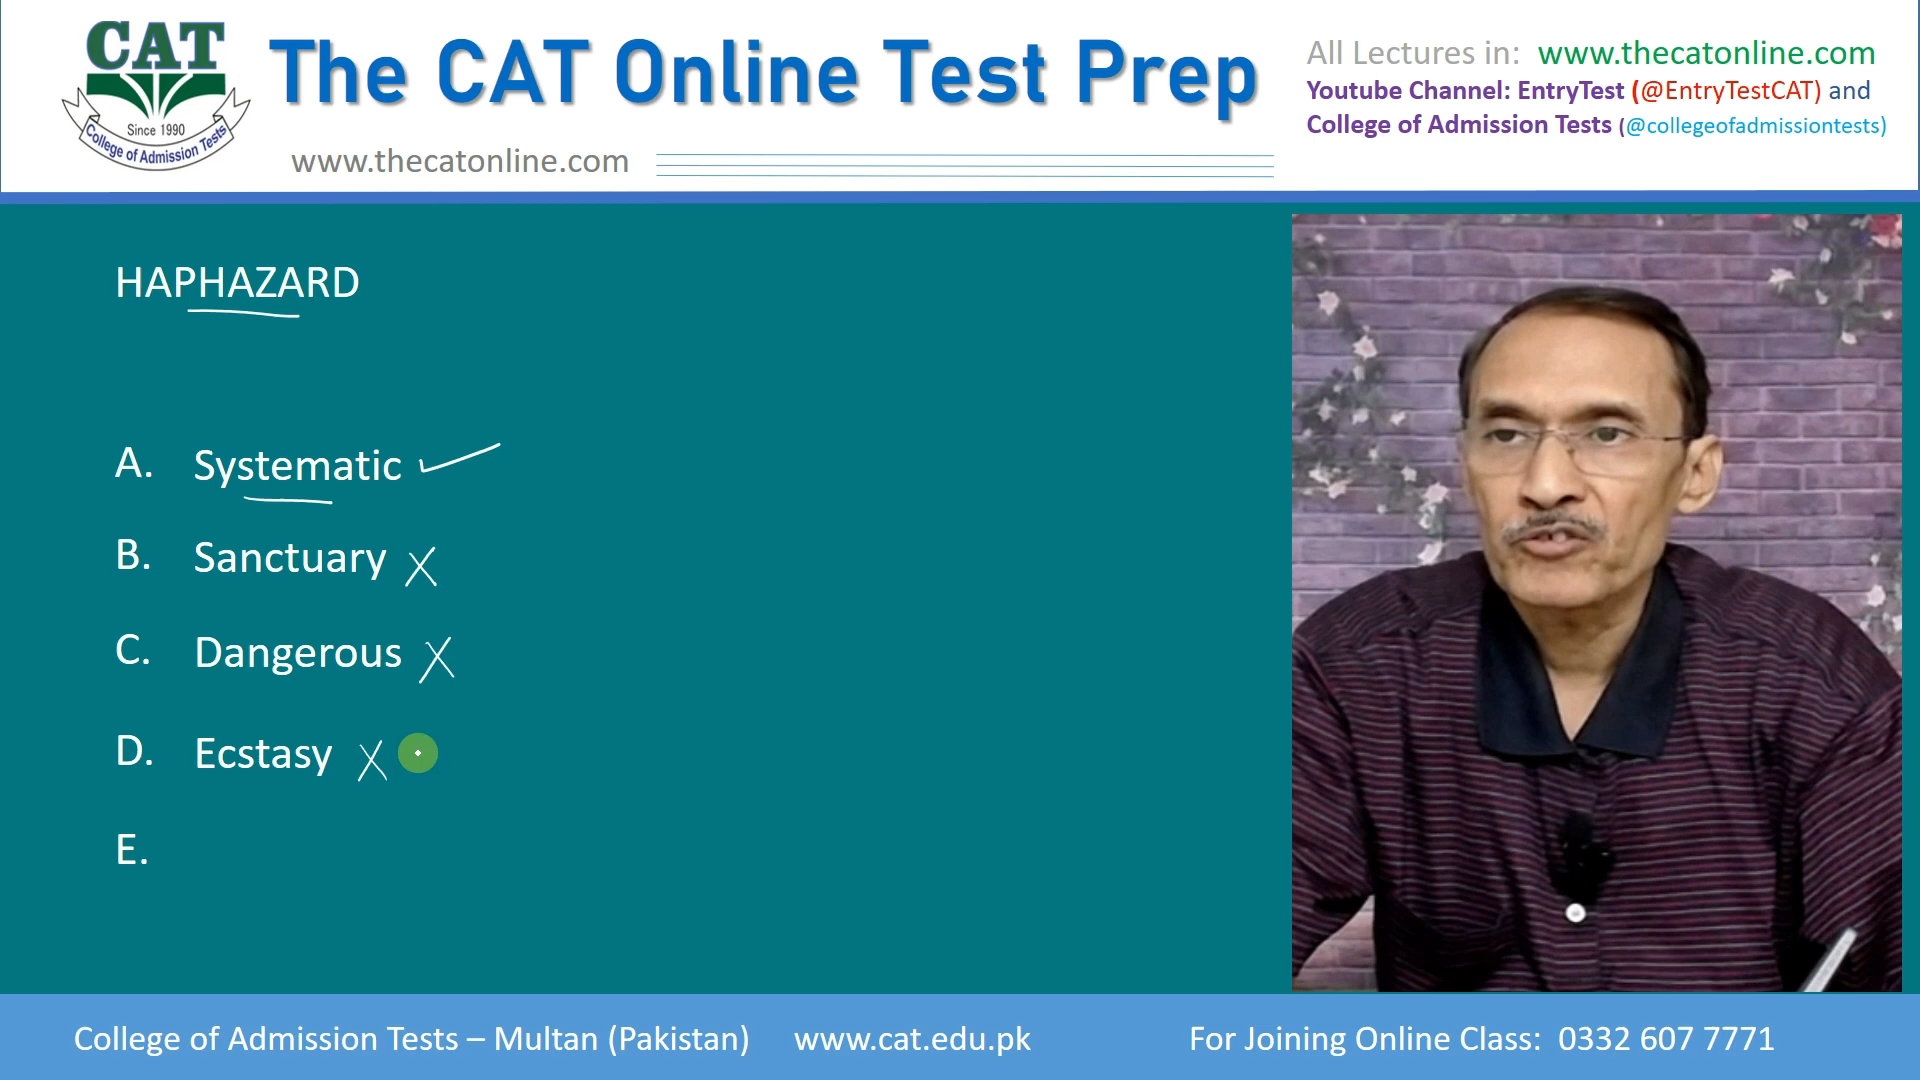 CAT
Since 1990
College of Admission Tests
The CAT Online Test Prep
www.thecatonline.com
All Lectures in: www.thecatonline.com
Youtube Channel: EntryTest (@EntryTestCAT) and
College of Admission Tests (@collegeofadmissiontests)
HAPHAZARD
A. Systematic
B. Sanctuary
C. Dangerous
D. Ecstasy
E.
College of Admission Tests – Multan (Pakistan) www.cat.edu.pk For Joining Online Class: 0332 607 7771